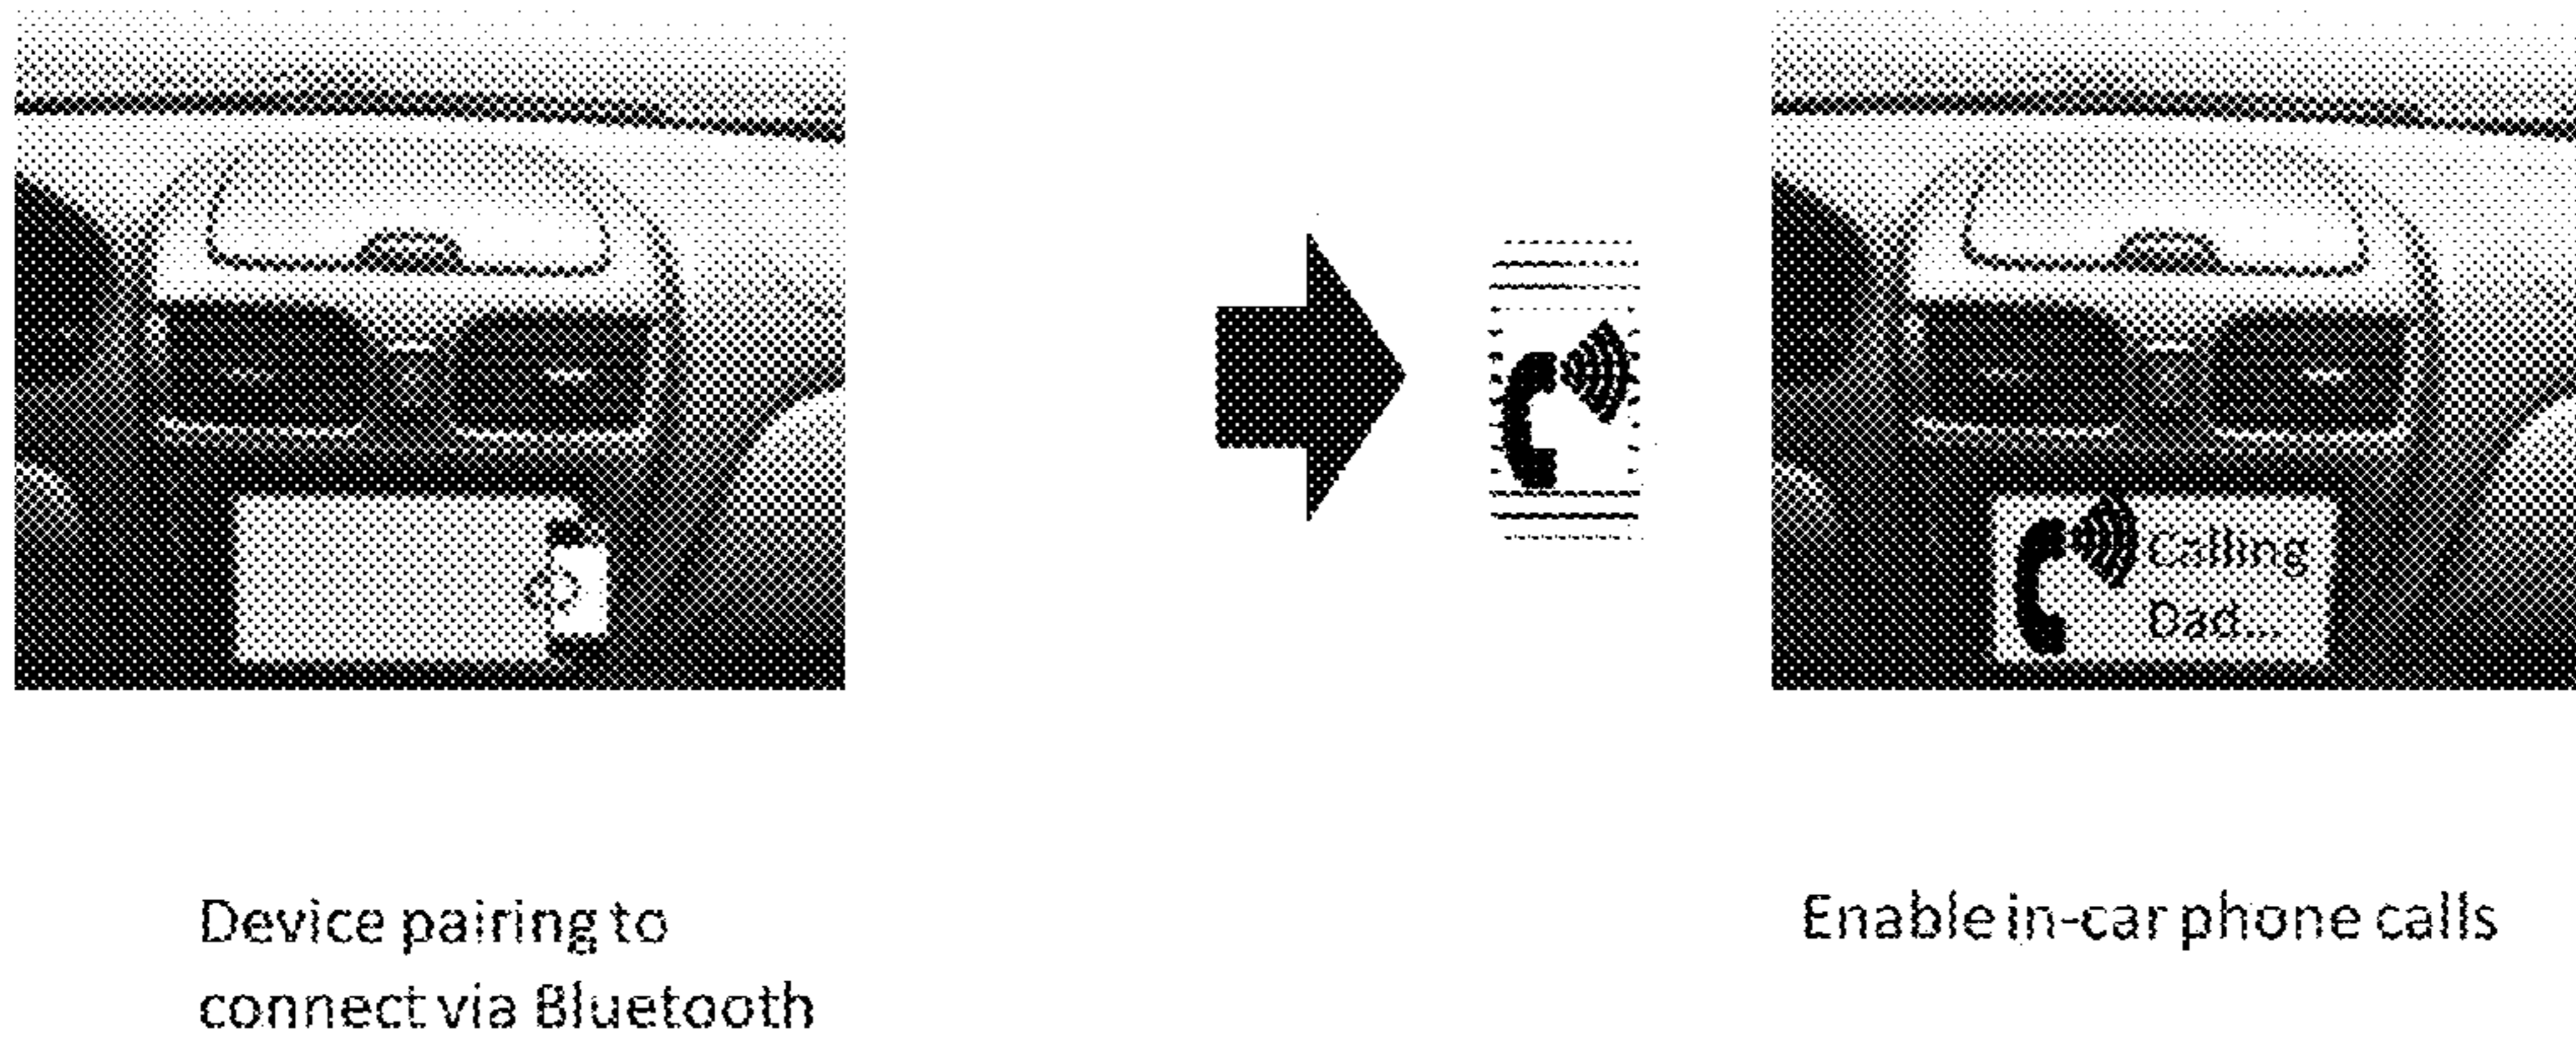 Calling
Dad...
Device pairing to
connect via Bluetooth
Enable in-car phone calls